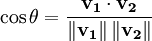 cos θ = v₁ · v₂ / ‖v₁‖ ‖v₂‖